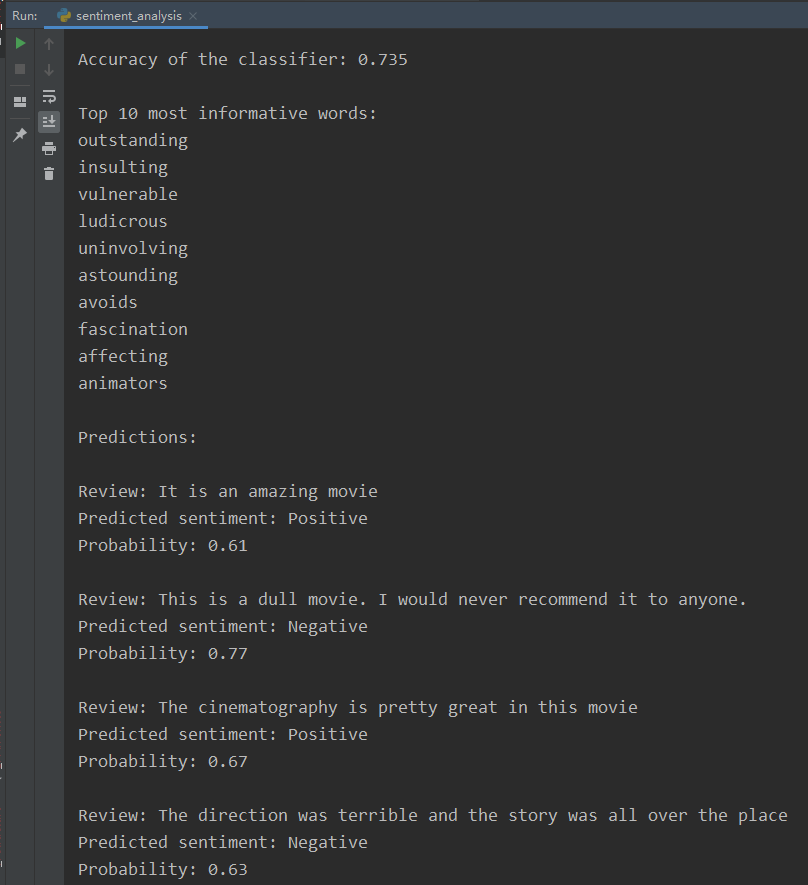 Run: sentiment_analysis
Accuracy of the classifier: 0.735
Top 10 most informative words:
outstanding
insulting
vulnerable
ludicrous
uninvolving
astounding
avoids
fascination
affecting
animators
Predictions:
Review: It is an amazing movie
Predicted sentiment: Positive
Probability: 0.61
Review: This is a dull movie. I would never recommend it to anyone.
Predicted sentiment: Negative
Probability: 0.77
Review: The cinematography is pretty great in this movie
Predicted sentiment: Positive
Probability: 0.67
Review: The direction was terrible and the story was all over the place
Predicted sentiment: Negative
Probability: 0.63